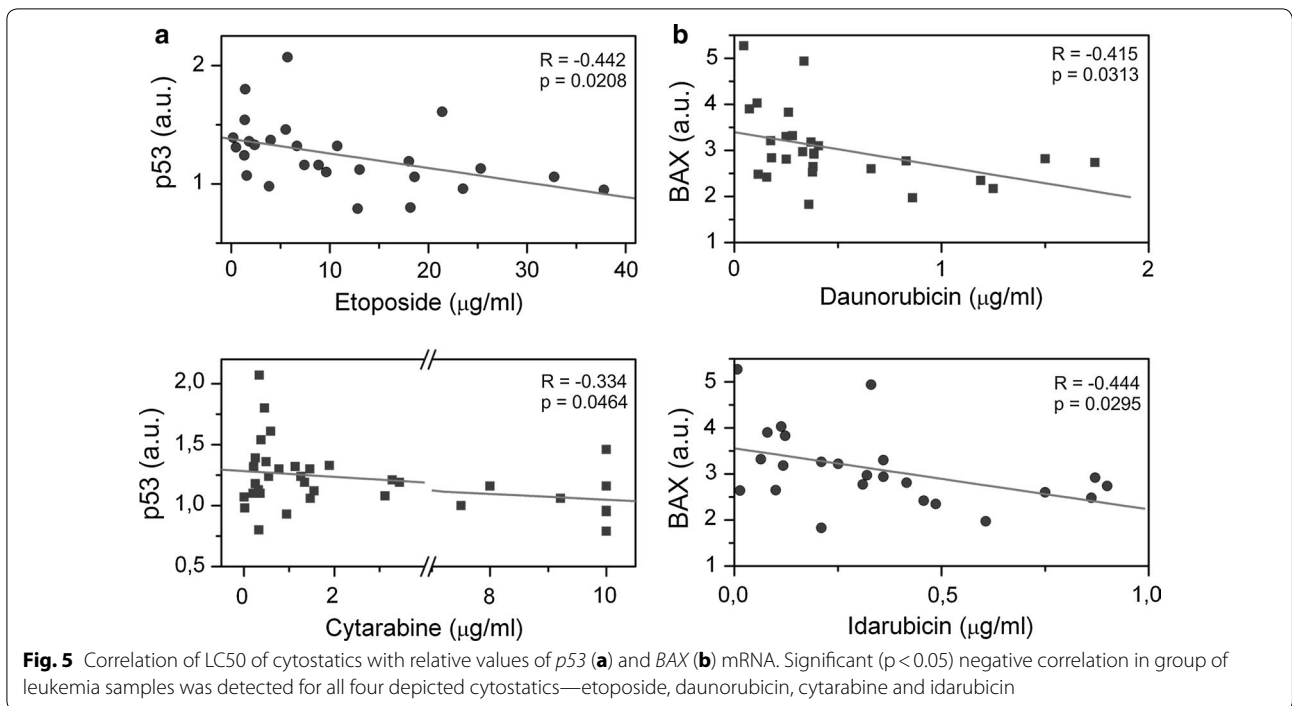 a
R = -0.442
p = 0.0208
p53 (a.u.)
2
1
0 10 20 30 40
Etoposide (μg/ml)
b
R = -0.415
p = 0.0313
BAX (a.u.)
5
4
3
2
1
0 1 2
Daunorubicin (μg/ml)
R = -0.334
p = 0.0464
p53 (a.u.)
2,0
1,5
1,0
0,5
0 2 8 10
Cytarabine (μg/ml)
R = -0.444
p = 0.0295
BAX (a.u.)
5
4
3
2
1
0,0 0,5 1,0
Idarubicin (μg/ml)
Fig. 5 Correlation of LC50 of cytostatics with relative values of p53 (a) and BAX (b) mRNA. Significant (p < 0.05) negative correlation in group of
leukemia samples was detected for all four depicted cytostatics—etoposide, daunorubicin, cytarabine and idarubicin